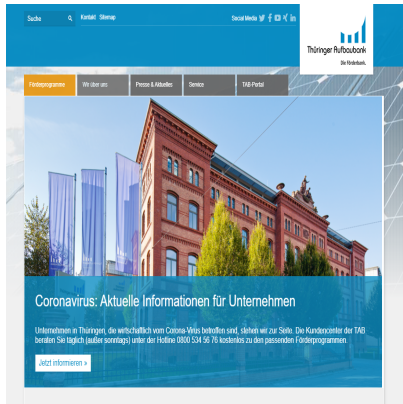 Suche
Kontakt Sitemap
Social Media
Thüringer Aufbaubank
Die Förderbank.
Förderprogramme
Wir über uns
Presse & Aktuelles
Service
TAB-Portal
Coronavirus: Aktuelle Informationen für Unternehmen
Unternehmen in Thüringen, die wirtschaftlich vom Corona-Virus betroffen sind, stehen wir zur Seite. Die Kundencenter der TAB
beraten Sie täglich (außer sonntags) unter der Hotline 0800 534 56 76 kostenlos zu den passenden Förderprogrammen.
Jetzt informieren »